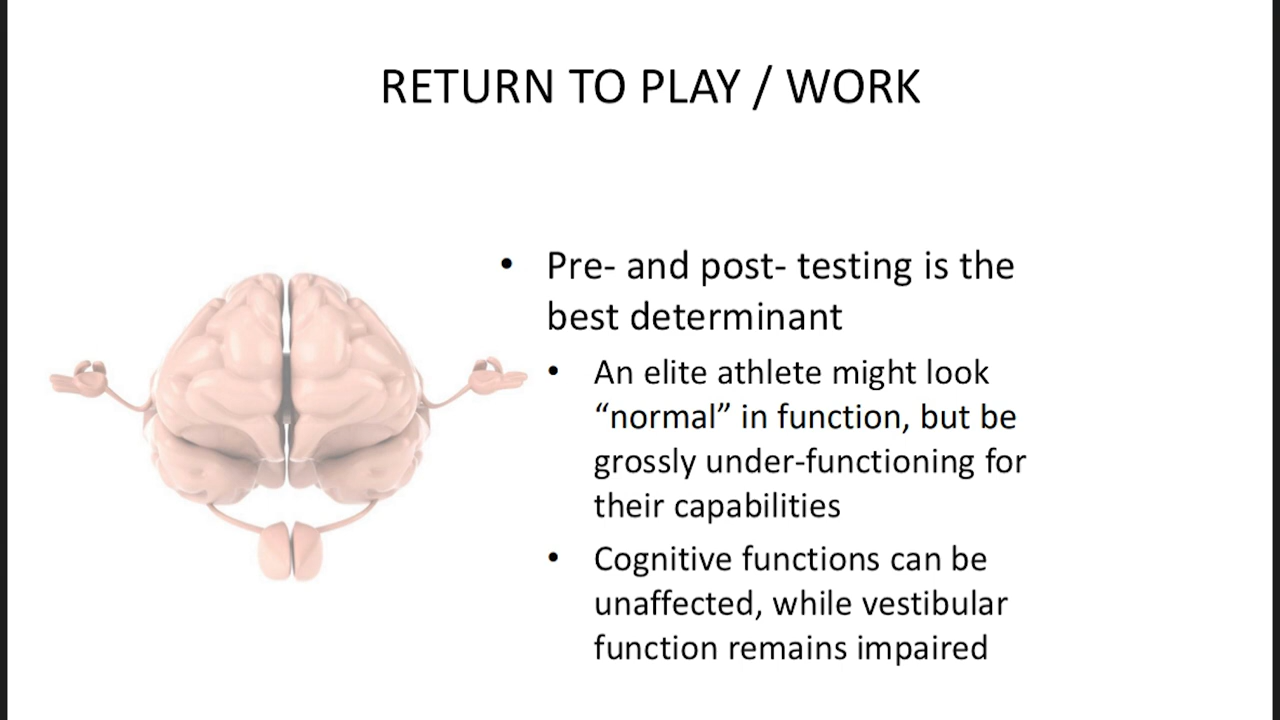 RETURN TO PLAY / WORK
• Pre- and post- testing is the
best determinant
• An elite athlete might look
“normal” in function, but be
grossly under-functioning for
their capabilities
• Cognitive functions can be
unaffected, while vestibular
function remains impaired